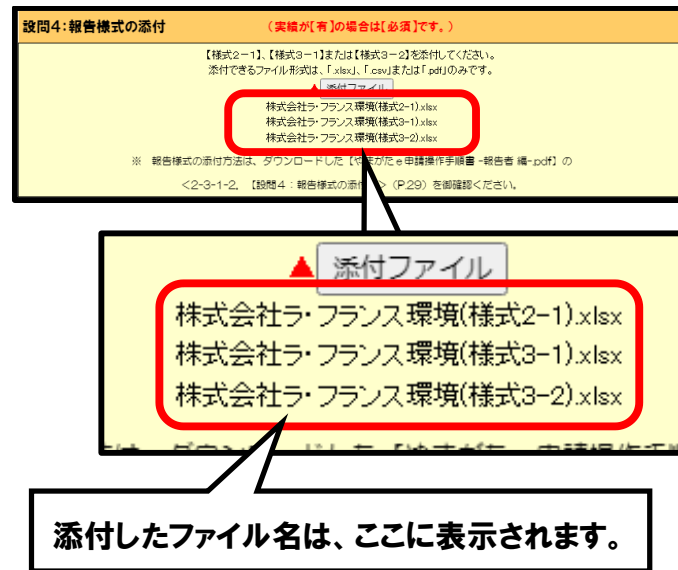 設問4:報告様式の添付 (実績が[有]の場合は[必須]です。)
【様式2-1】、【様式3-1】または【様式3-2】を添付してください。
添付できるファイル形式は、「.xlsx」、「.csv」または「.pdf」のみです。
▲ 添付ファイル
株式会社ラ・フランス環境(様式2-1).xlsx
株式会社ラ・フランス環境(様式3-1).xlsx
株式会社ラ・フランス環境(様式3-2).xlsx
※ 報告様式の添付方法は、ダウンロードした【やまがたe申請操作手順書-報告者 編-.pdf】の
<2-3-1-2. 【設問4:報告様式の添付 > (P.29) を御確認ください。
▲ 添付ファイル
株式会社ラ・フランス環境(様式2-1).xlsx
株式会社ラ・フランス環境(様式3-1).xlsx
株式会社ラ・フランス環境(様式3-2).xlsx
添付したファイル名は、ここに表示されます。